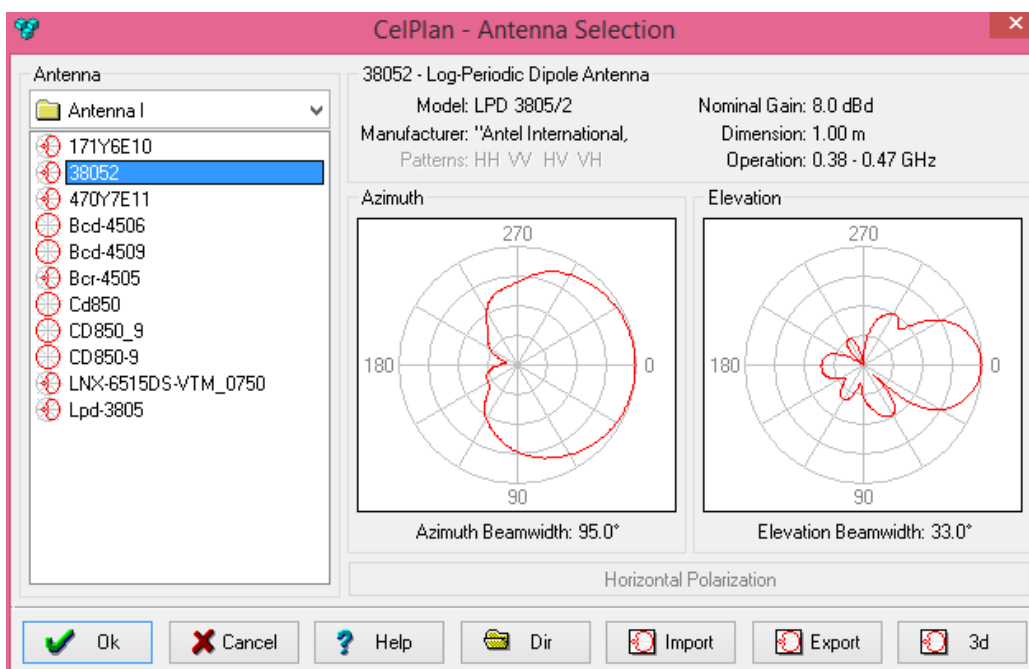 CelPlan - Antenna Selection
Antenna
Antenna I
171Y6E10
38052
470Y7E11
Bcd-4506
Bcd-4509
Bcr-4505
Cd850
CD850_9
CD850-9
LNX-6515DS-VTM_0750
Lpd-3805
38052 - Log-Periodic Dipole Antenna
Model: LPD 3805/2
Nominal Gain: 8.0 dBd
Manufacturer: "Antel International,
Dimension: 1.00 m
Patterns: HH VV HV VH
Operation: 0.38 - 0.47 GHz
Azimuth
270
180
0
90
Azimuth Beamwidth: 95.0°
Elevation
270
180
0
90
Elevation Beamwidth: 33.0°
Horizontal Polarization
Ok
Cancel
Help
Dir
Import
Export
3d